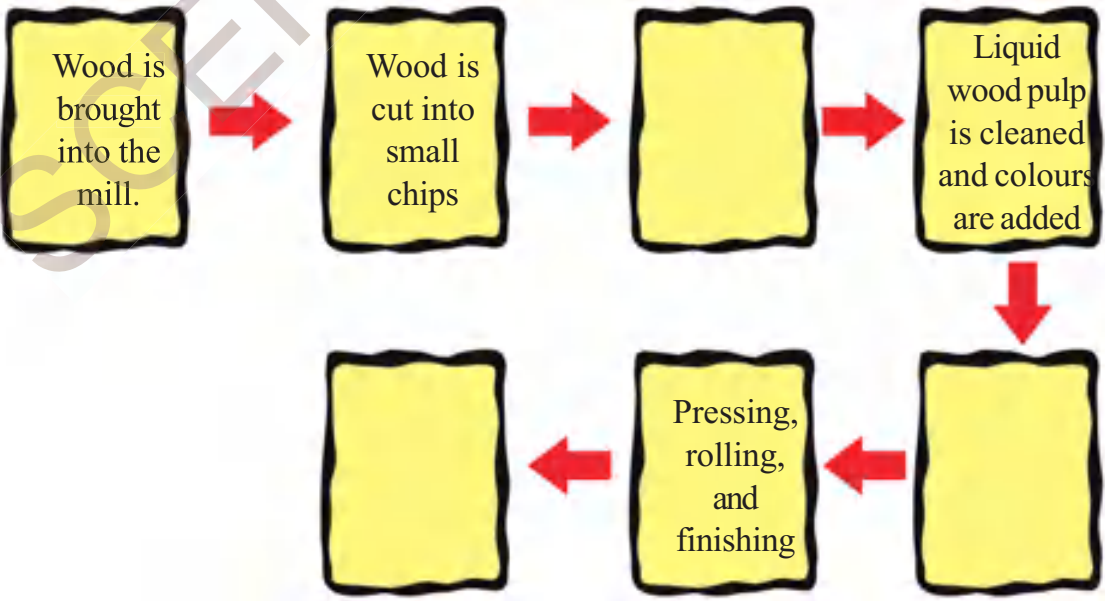 Wood is
brought
into the
mill.
Wood is
cut into
small
chips
Liquid
wood pulp
is cleaned
and colours
are added
Pressing,
rolling,
and
finishing